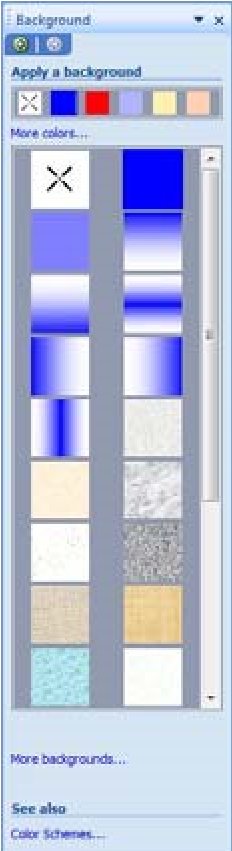 Background
Apply a background
More colors...
More backgrounds...
See also
Color Schemes...